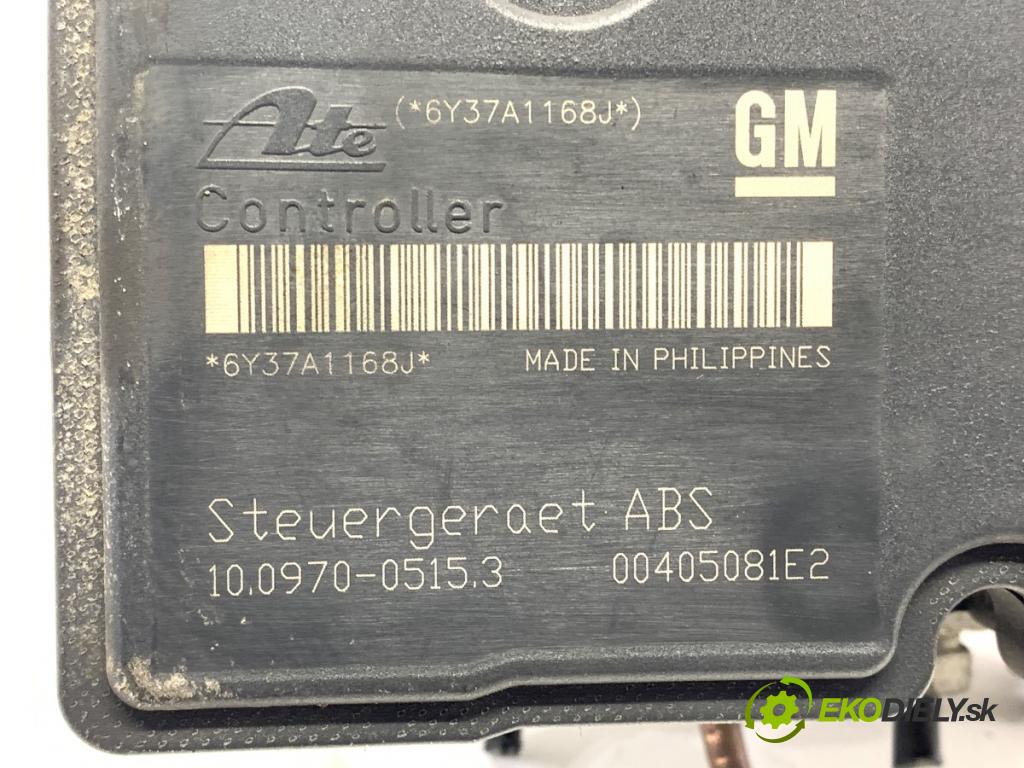 Ate (*6Y37A1168J*) GM
Controller
*6Y37A1168J* MADE IN PHILIPPINES
Steuergeraet ABS
10.0970-0515.3 00405081E2
EKODIELY.sk